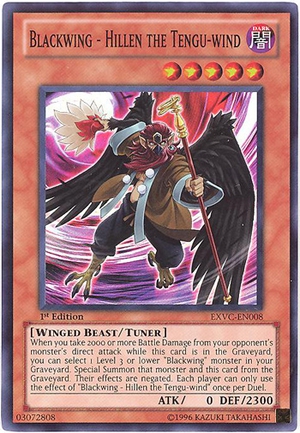 BLACKWING - HILLEN THE TENGU-WIND
DARK
闇
1st Edition
EXVC-EN008
[WINGED BEAST/TUNER]
When you take 2000 or more Battle Damage from your opponent's
monster's direct attack while this card is in the Graveyard,
you can select 1 Level 3 or lower "Blackwing" monster in your
Graveyard. Special Summon that monster and this card from the
Graveyard. Their effects are negated. Each player can only use
the effect of "Blackwing - Hillen the Tengu-wind" once per Duel.
ATK/ 0 DEF/2300
03072808
©1996 KAZUKI TAKAHASHI